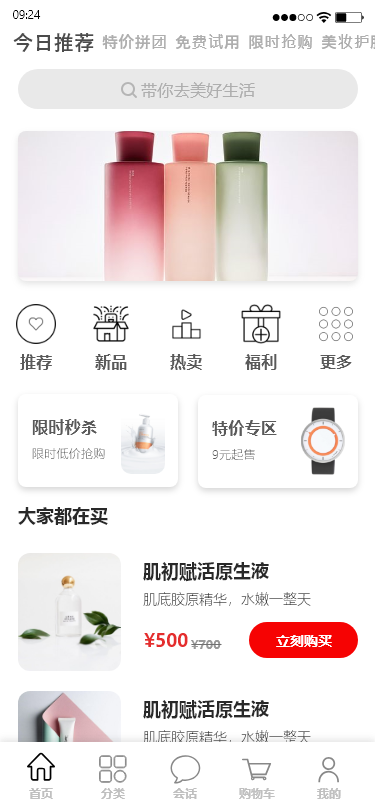 09:24
今日推荐 特价拼团 免费试用 限时抢购 美妆护肤
带你去美好生活
推荐 新品 热卖 福利 更多
限时秒杀
限时低价抢购
特价专区
9元起售
大家都在买
肌初赋活原生液
肌底胶原精华，水嫩一整天
¥500 ¥700 立刻购买
肌初赋活原生液
肌底胶原精华，水嫩一整天
首页 分类 会话 购物车 我的